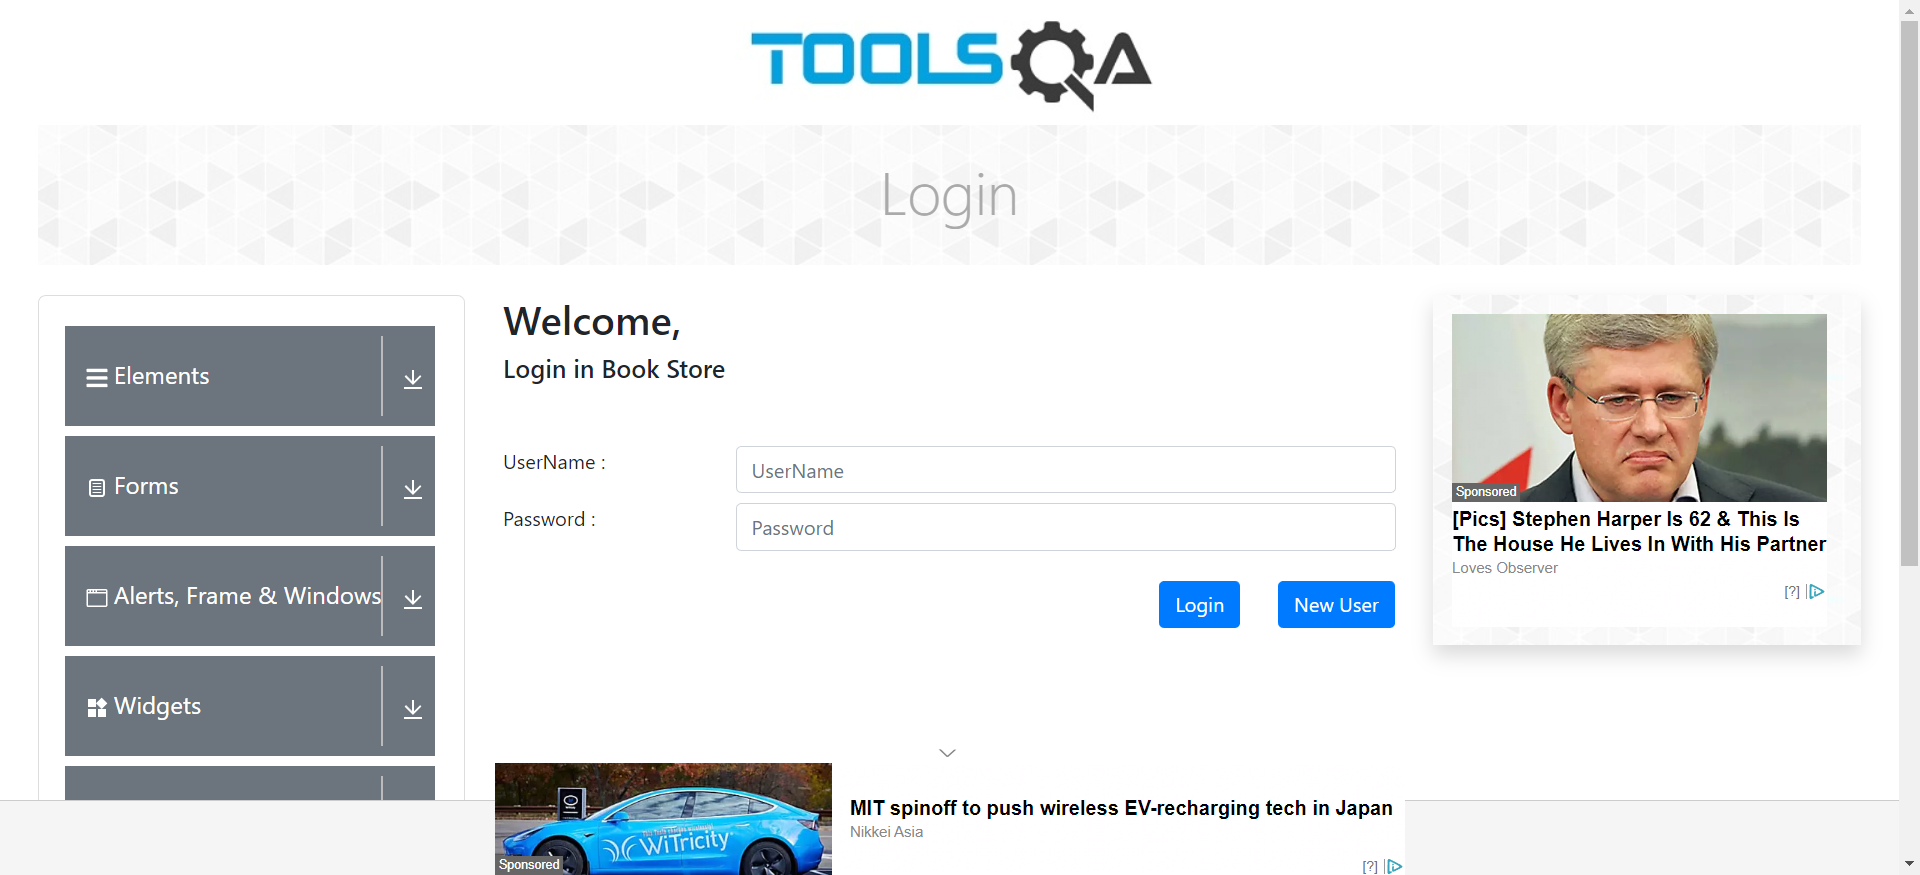 TOOLSQA
Login
Elements
Forms
Alerts, Frame & Windows
Widgets
Welcome,
Login in Book Store
UserName :
UserName
Password :
Password
Login
New User
Sponsored
[Pics] Stephen Harper Is 62 & This Is
The House He Lives In With His Partner
Loves Observer
[?]
WiTricity
Sponsored
MIT spinoff to push wireless EV-recharging tech in Japan
Nikkei Asia
[?]